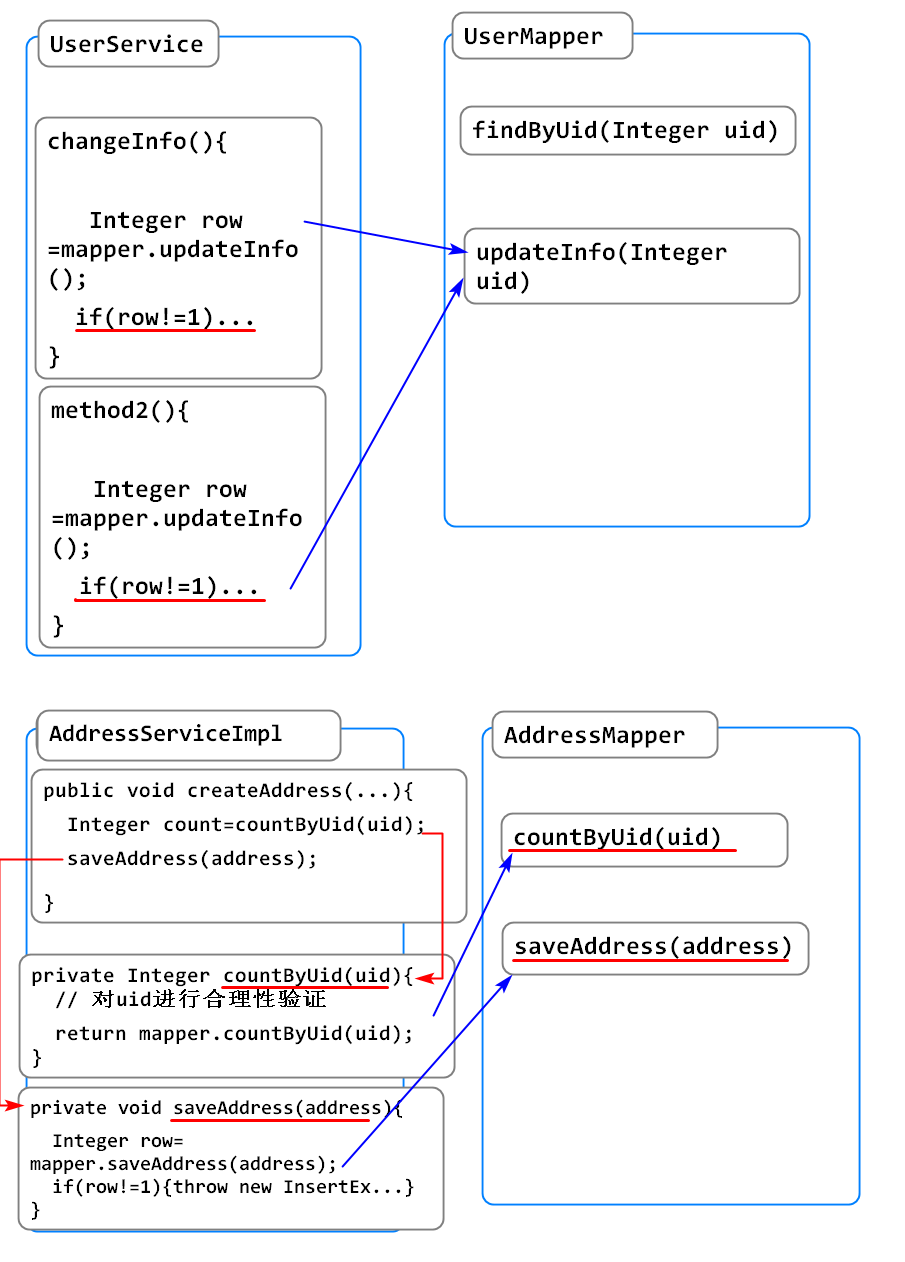 UserService
changeInfo(){
Integer row
=mapper.updateInfo
();
if(row!=1)...
}
method2(){
Integer row
=mapper.updateInfo
();
if(row!=1)...
}
UserMapper
findByUid(Integer uid)
updateInfo(Integer
uid)
AddressServiceImpl
public void createAddress(...){
Integer count=countByUid(uid);
saveAddress(address);
}
private Integer countByUid(uid){
// 对uid进行合理性验证
return mapper.countByUid(uid);
}
private void saveAddress(address){
Integer row=
mapper.saveAddress(address);
if(row!=1){throw new InsertEx...}
}
AddressMapper
countByUid(uid)
saveAddress(address)